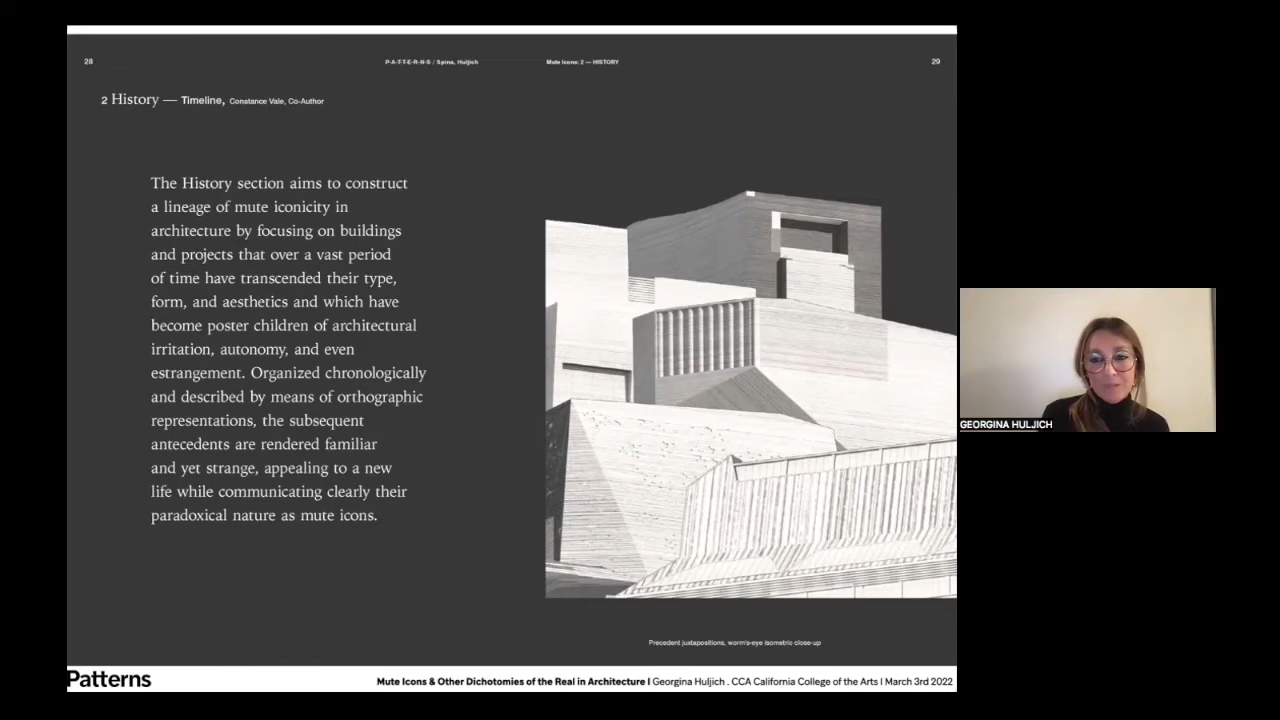 28
P-A-T-T-E-R-N-S / Spina, Huljich
Mute Icons: 2 — HISTORY
29
2 History — Timeline, Constance Vale, Co-Author
The History section aims to construct
a lineage of mute iconicity in
architecture by focusing on buildings
and projects that over a vast period
of time have transcended their type,
form, and aesthetics and which have
become poster children of architectural
irritation, autonomy, and even
estrangement. Organized chronologically
and described by means of orthographic
representations, the subsequent
antecedents are rendered familiar
and yet strange, appealing to a new
life while communicating clearly their
paradoxical nature as mute icons.
Precedent juxtapositions, worm's-eye isometric close-up
GEORGINA HULJICH
Patterns
Mute Icons & Other Dichotomies of the Real in Architecture I Georgina Huljich . CCA California College of the Arts I March 3rd 2022